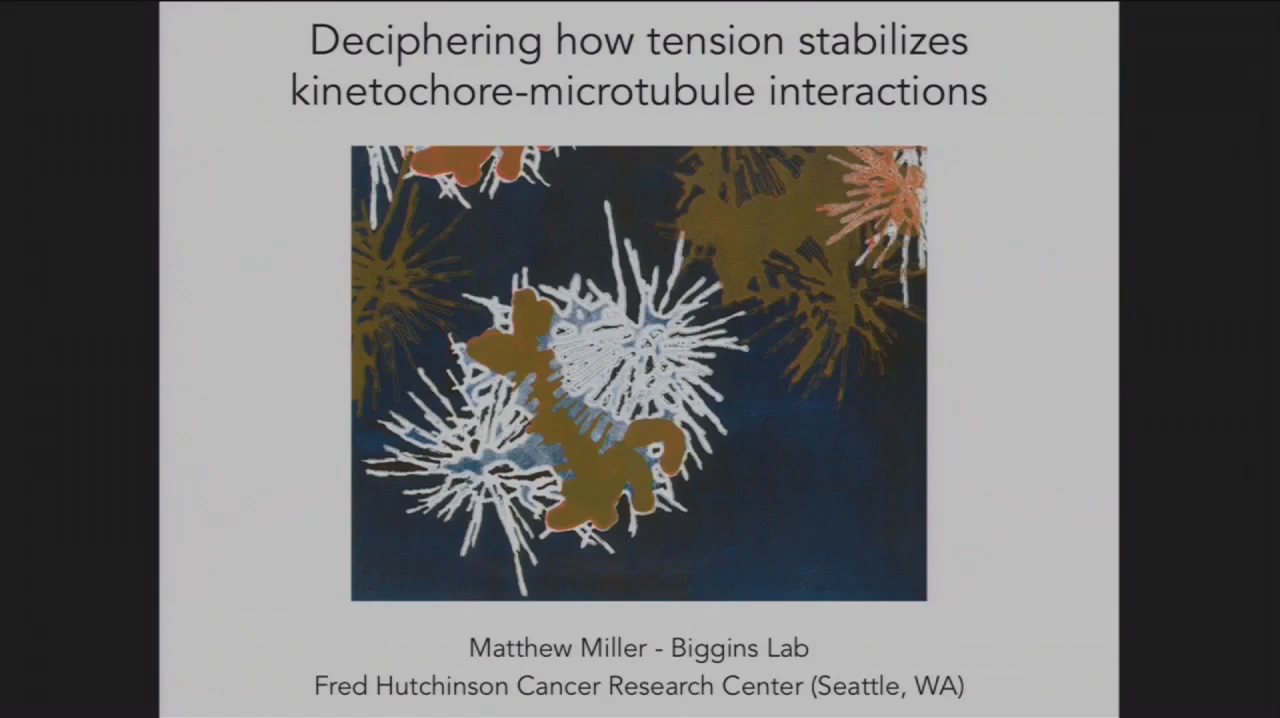 Deciphering how tension stabilizes
kinetochore-microtubule interactions
Matthew Miller - Biggins Lab
Fred Hutchinson Cancer Research Center (Seattle, WA)